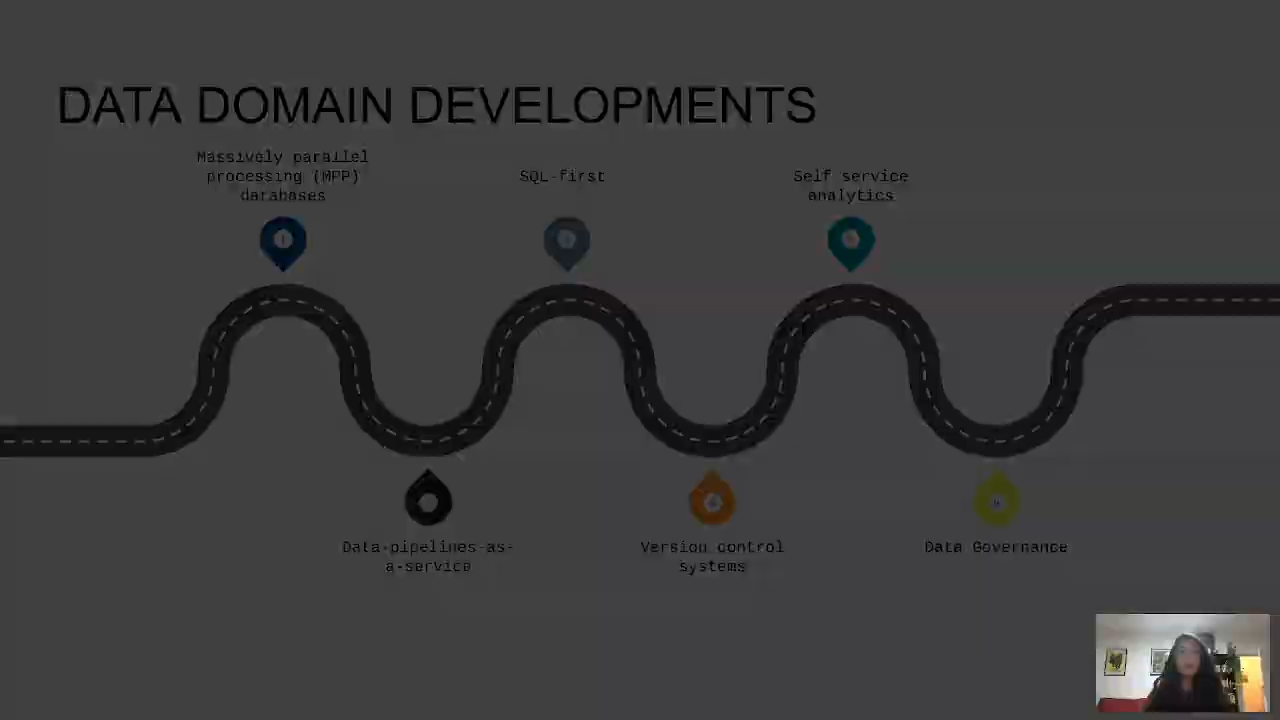 DATA DOMAIN DEVELOPMENTS
Massively parallel
processing (MPP)
databases
SQL-first
Self service
analytics
Data-pipelines-as-
a-service
Version control
systems
Data Governance